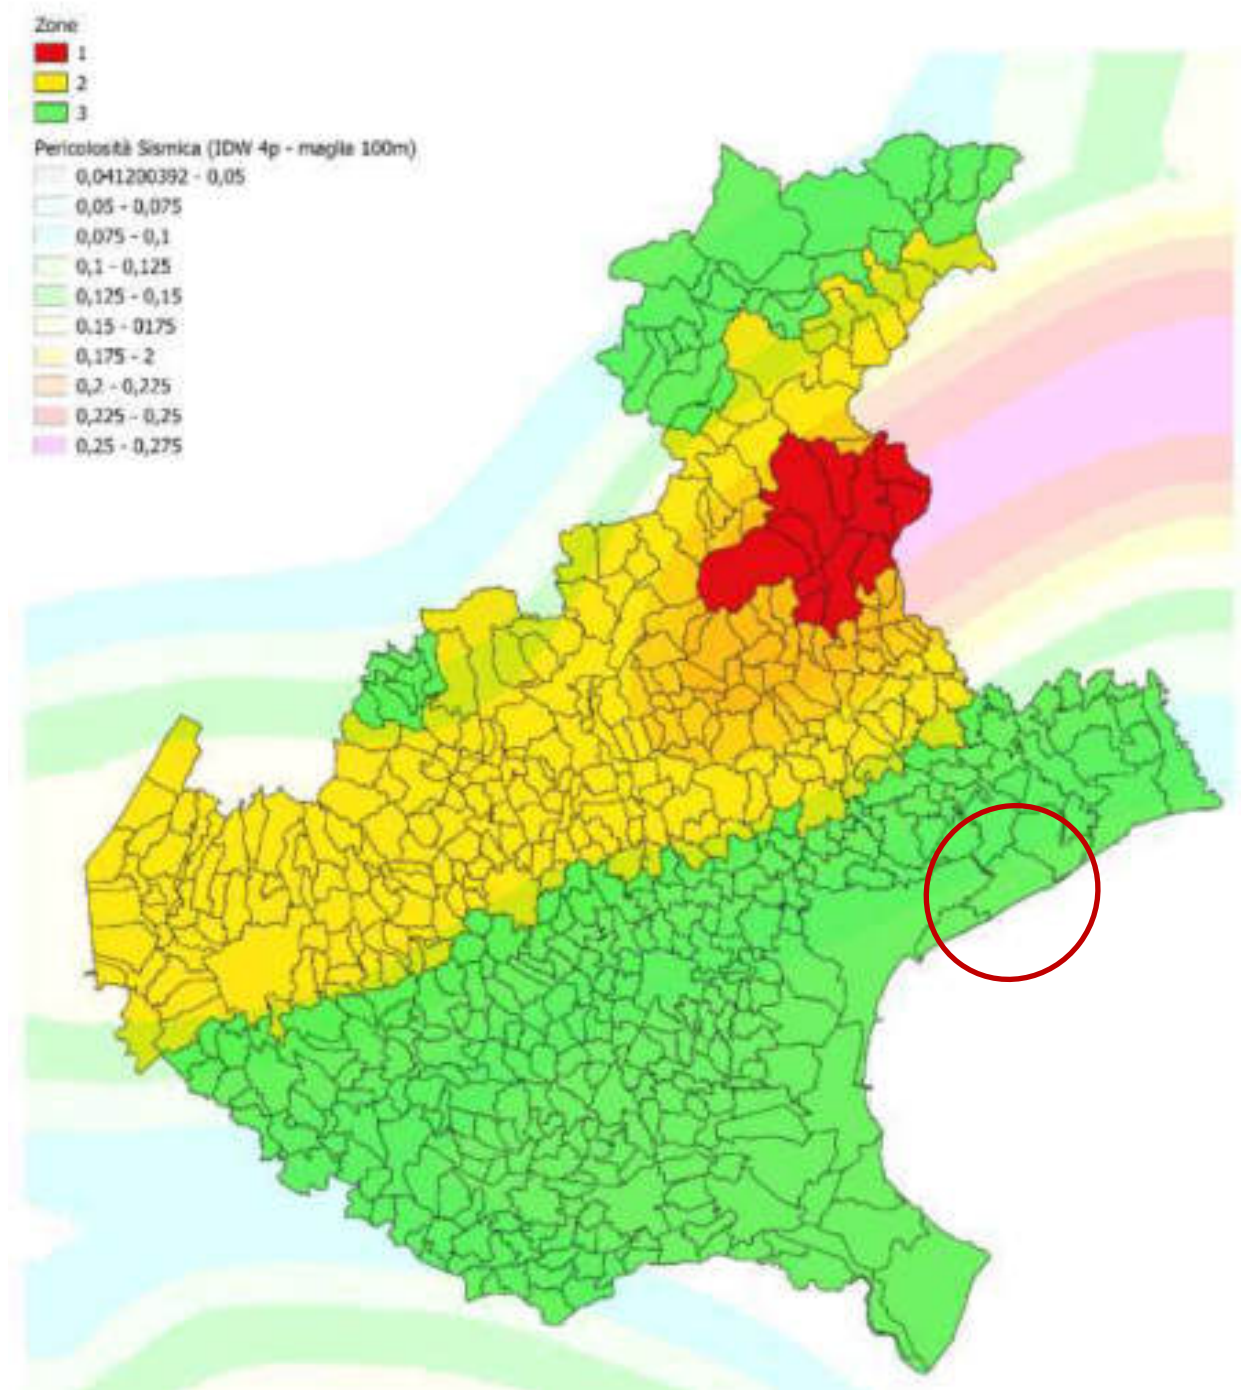 Zone
1
2
3
Pericolosità Sismica (IDW 4p - maglia 100m)
0,041200392 - 0,05
0,05 - 0,075
0,075 - 0,1
0,1 - 0,125
0,125 - 0,15
0,15 - 0175
0,175 - 2
0,2 - 0,225
0,225 - 0,25
0,25 - 0,275